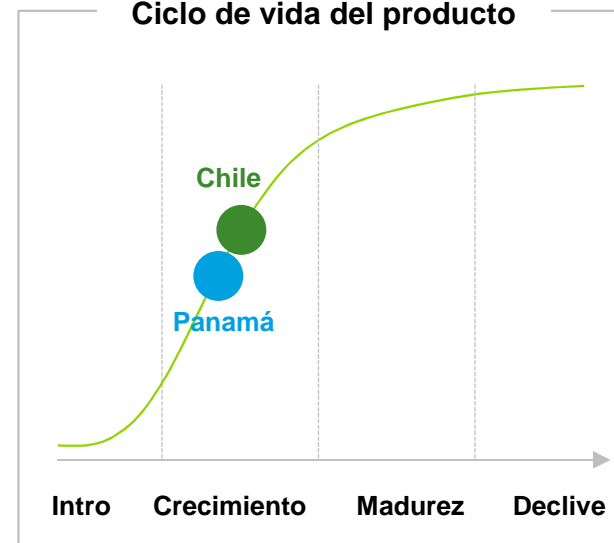 Ciclo de vida del producto
Chile
Panamá
Intro Crecimiento Madurez Declive